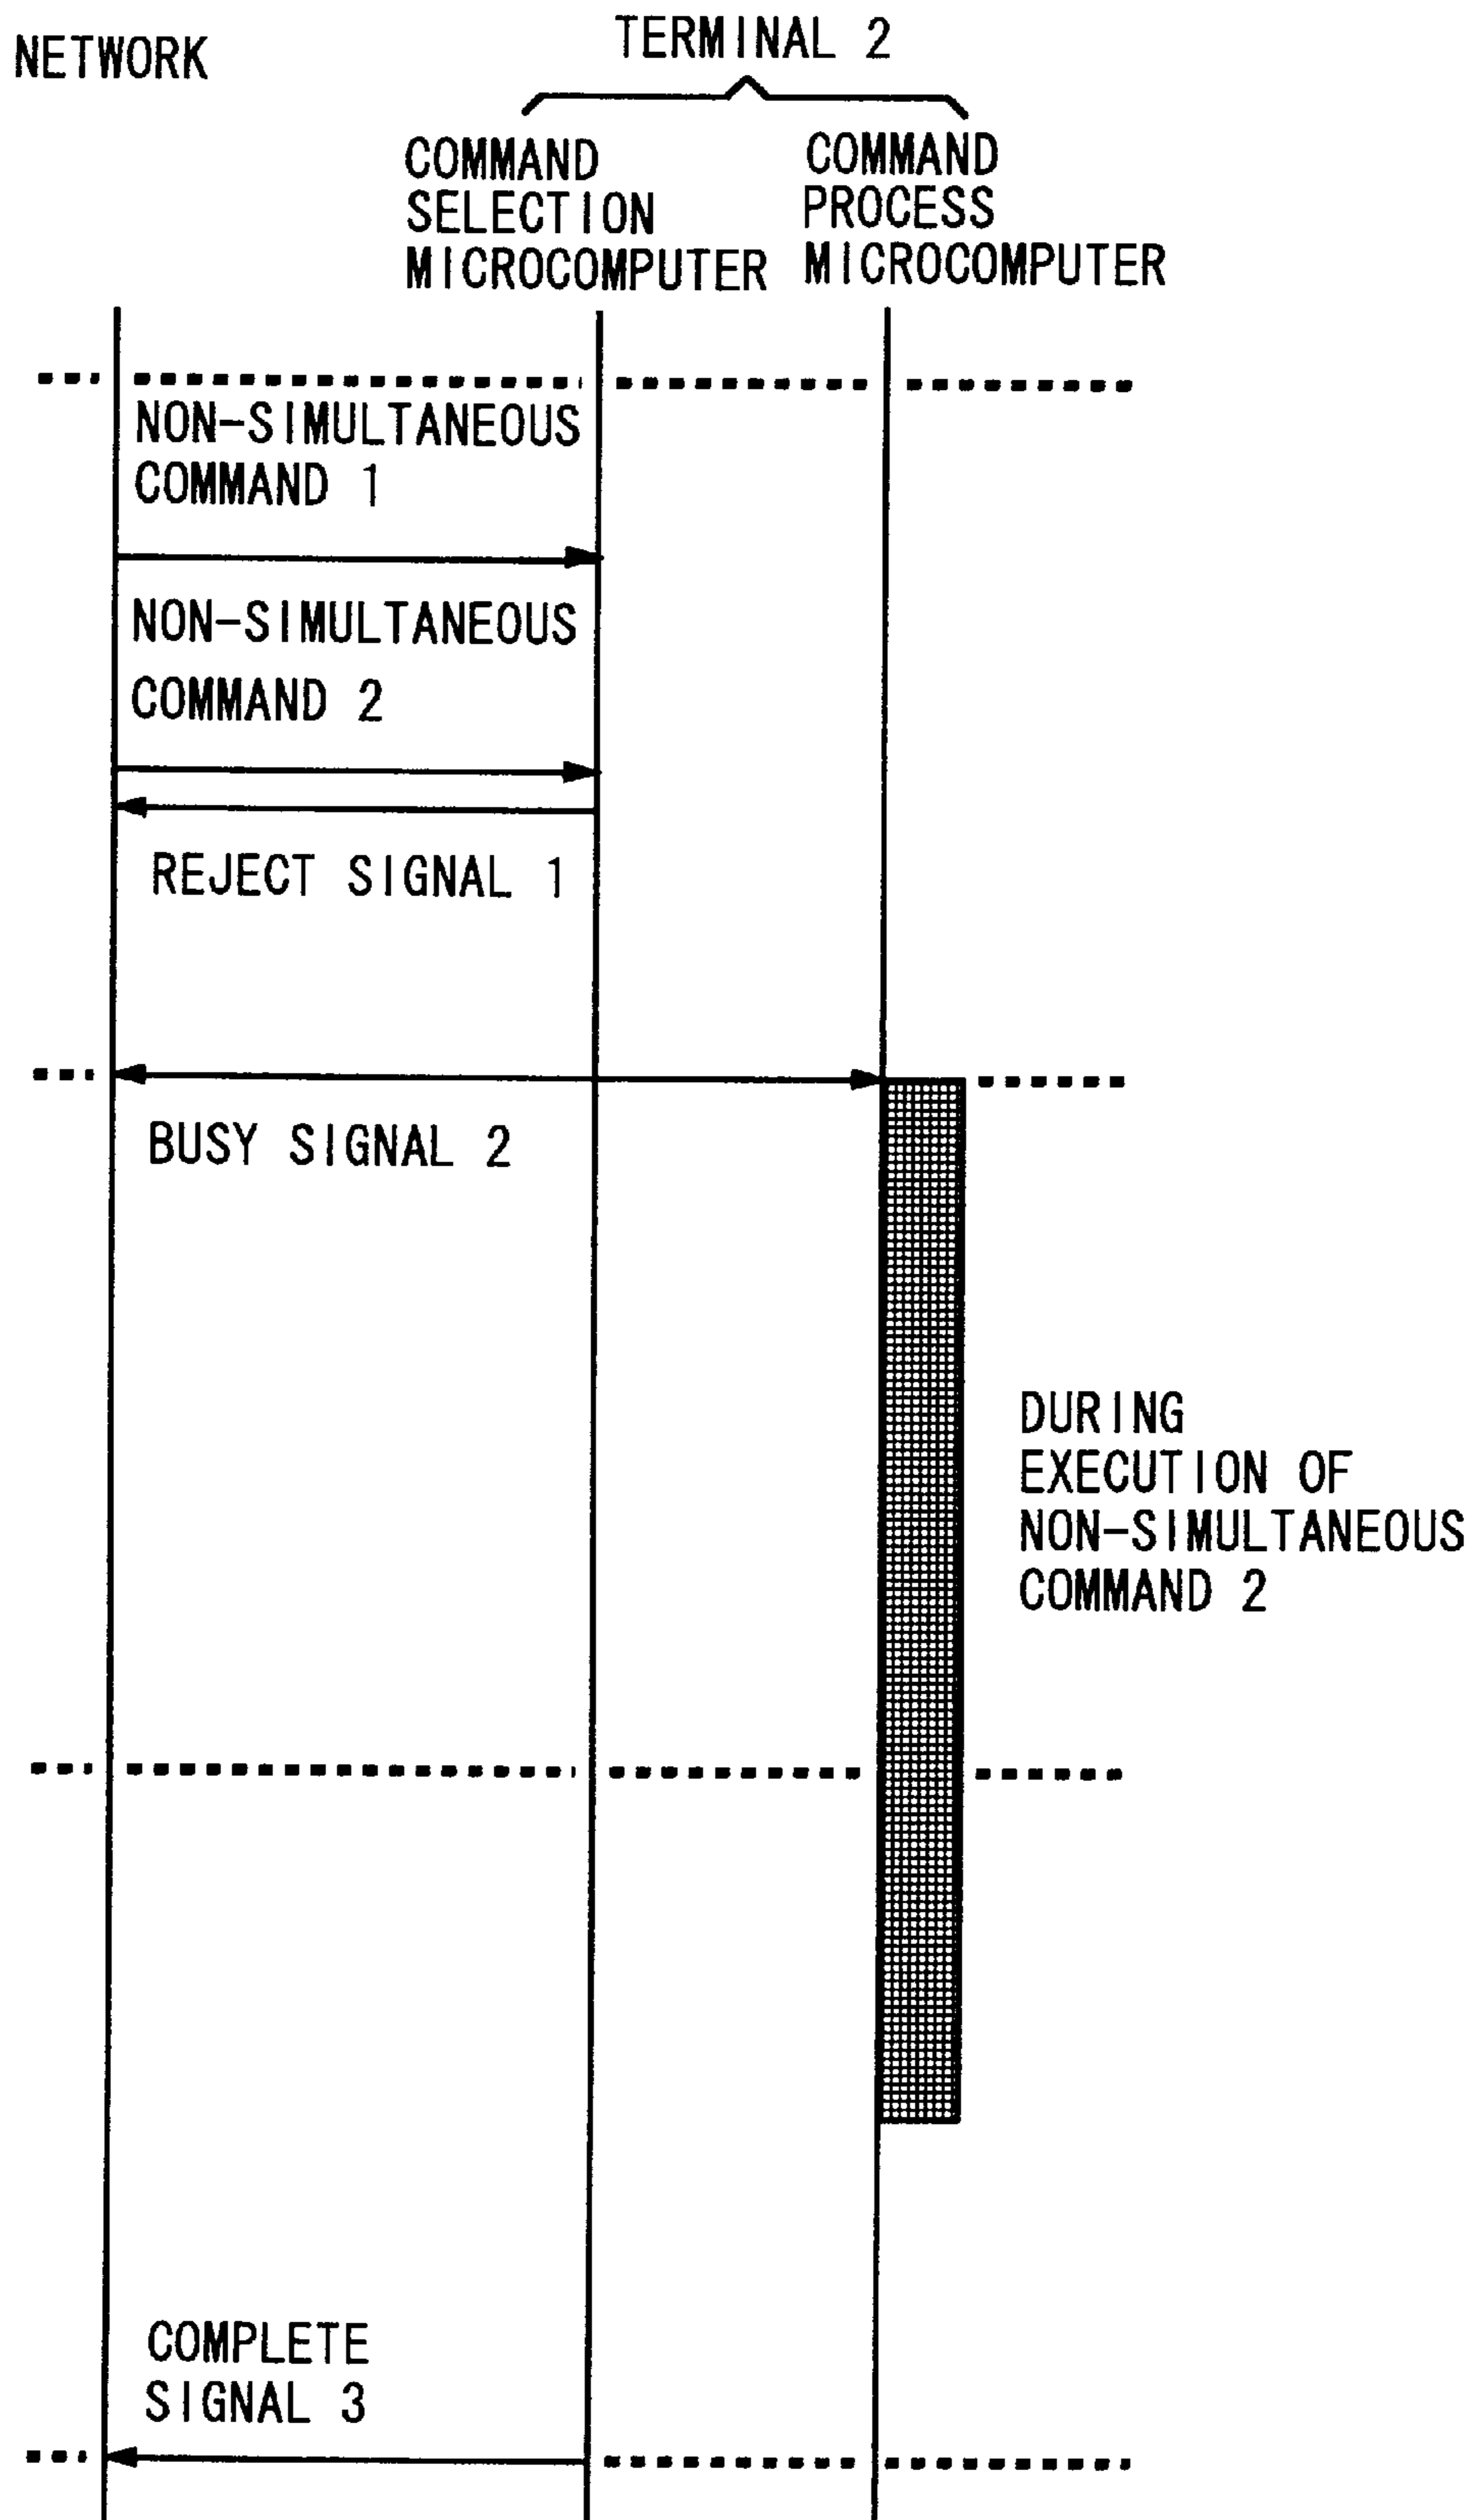 NETWORK
TERMINAL 2
COMMAND
SELECTION
MICROCOMPUTER
COMMAND
PROCESS
MICROCOMPUTER
NON-SIMULTANEOUS
COMMAND 1
NON-SIMULTANEOUS
COMMAND 2
REJECT SIGNAL 1
BUSY SIGNAL 2
DURING
EXECUTION OF
NON-SIMULTANEOUS
COMMAND 2
COMPLETE
SIGNAL 3